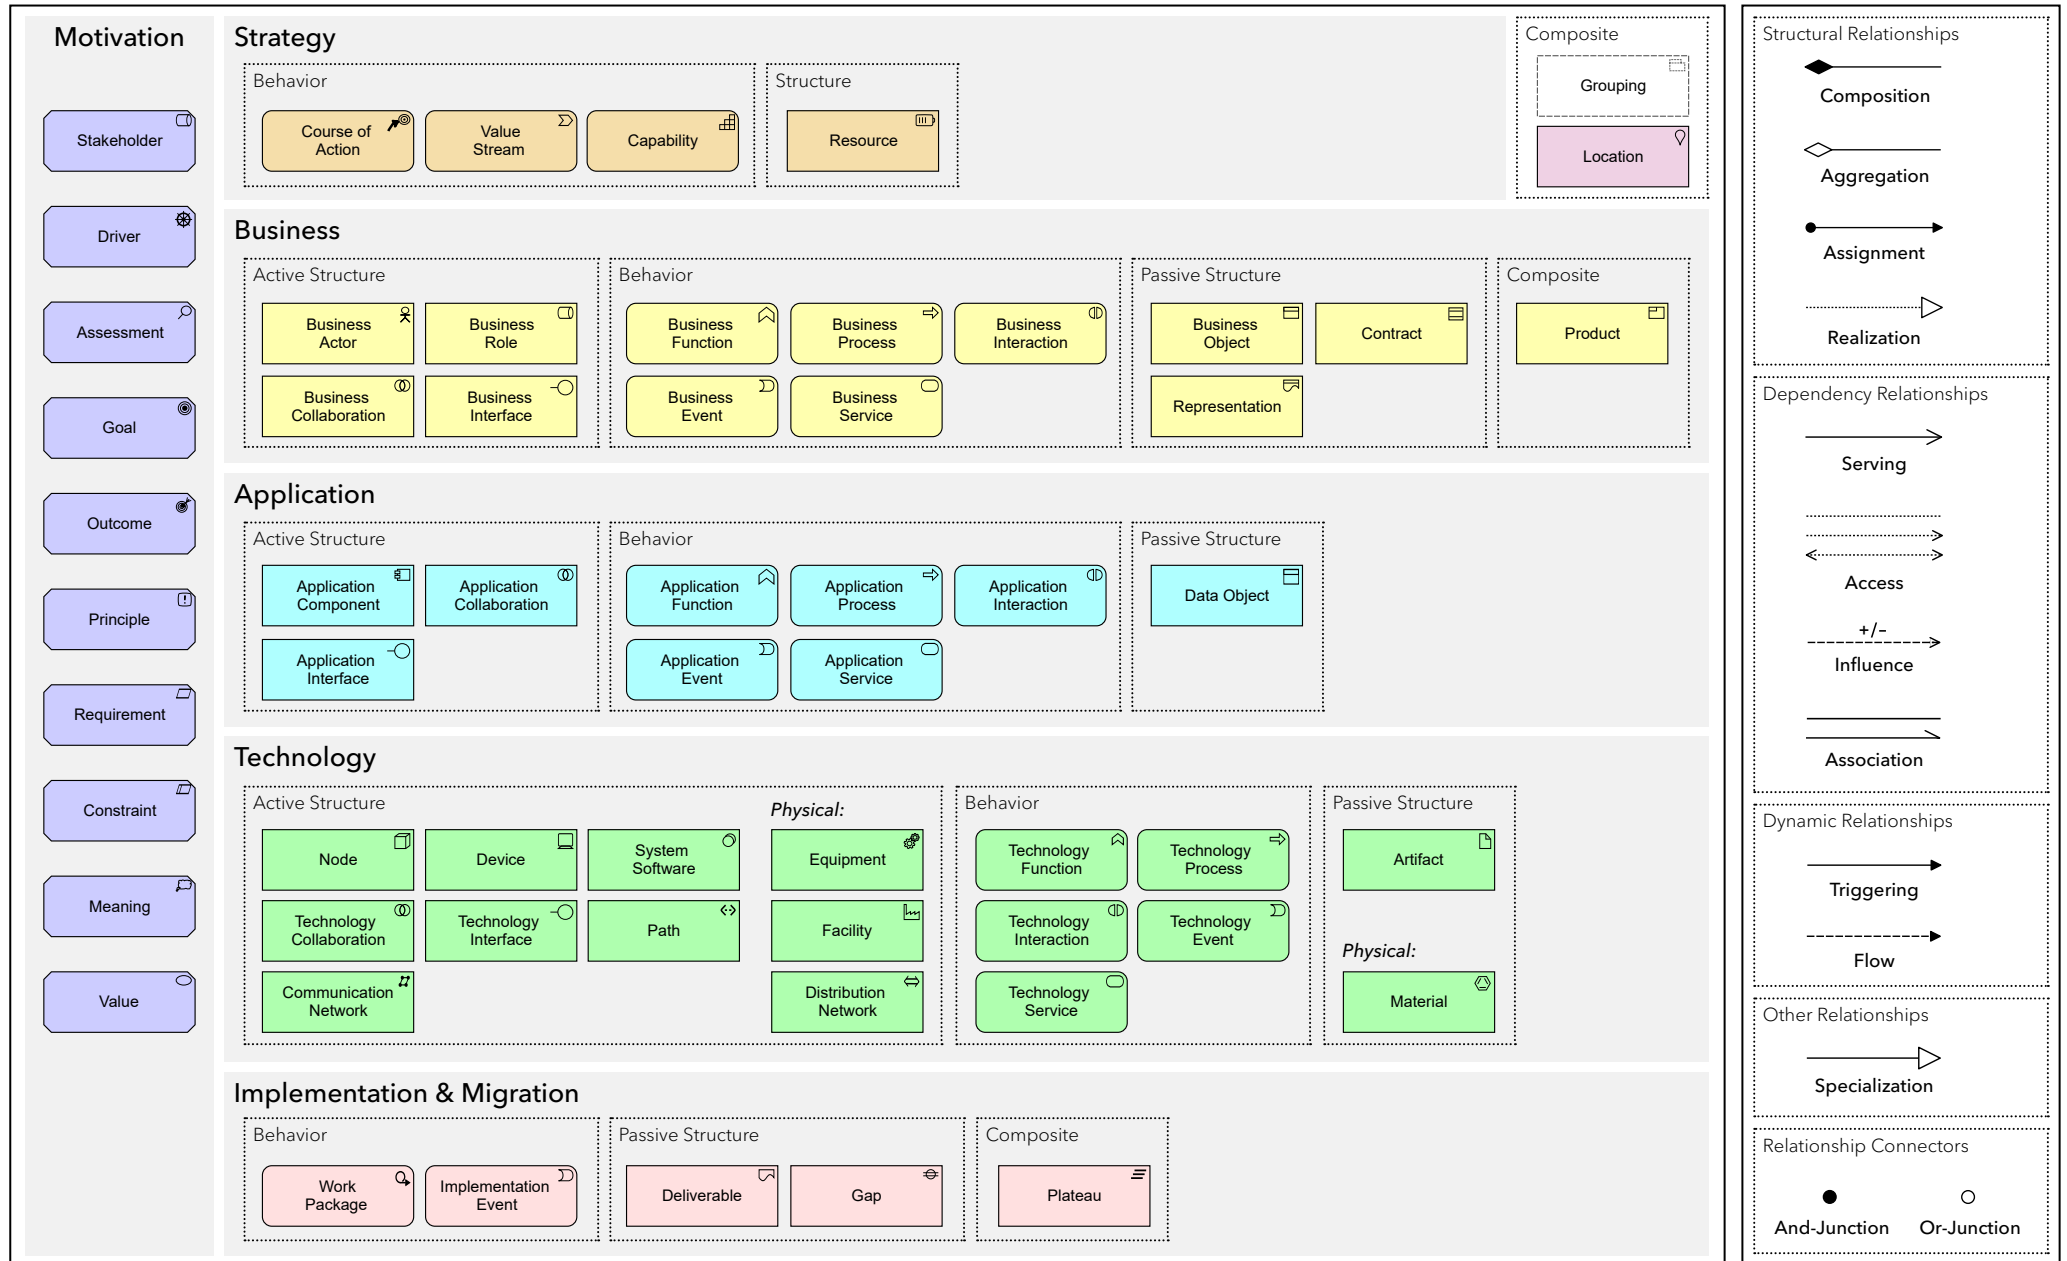 Motivation
Stakeholder
Driver
Assessment
Goal
Outcome
Principle
Requirement
Constraint
Meaning
Value
Strategy
Behavior
Course of
Action
Value
Stream
Capability
Structure
Resource
Composite
Grouping
Location
Business
Active Structure
Business
Actor
Business
Role
Business
Collaboration
Business
Interface
Behavior
Business
Function
Business
Process
Business
Interaction
Business
Event
Business
Service
Passive Structure
Business
Object
Contract
Representation
Composite
Product
Application
Active Structure
Application
Component
Application
Collaboration
Application
Interface
Behavior
Application
Function
Application
Process
Application
Interaction
Application
Event
Application
Service
Passive Structure
Data Object
Technology
Active Structure
Physical:
Node
Device
System
Software
Equipment
Technology
Collaboration
Technology
Interface
Path
Facility
Communication
Network
Distribution
Network
Behavior
Technology
Function
Technology
Process
Technology
Interaction
Technology
Event
Technology
Service
Passive Structure
Artifact
Physical:
Material
Implementation & Migration
Behavior
Work
Package
Implementation
Event
Passive Structure
Deliverable
Gap
Composite
Plateau
Structural Relationships
Composition
Aggregation
Assignment
Realization
Dependency Relationships
Serving
Access
+/-
Influence
Association
Dynamic Relationships
Triggering
Flow
Other Relationships
Specialization
Relationship Connectors
And-Junction
Or-Junction